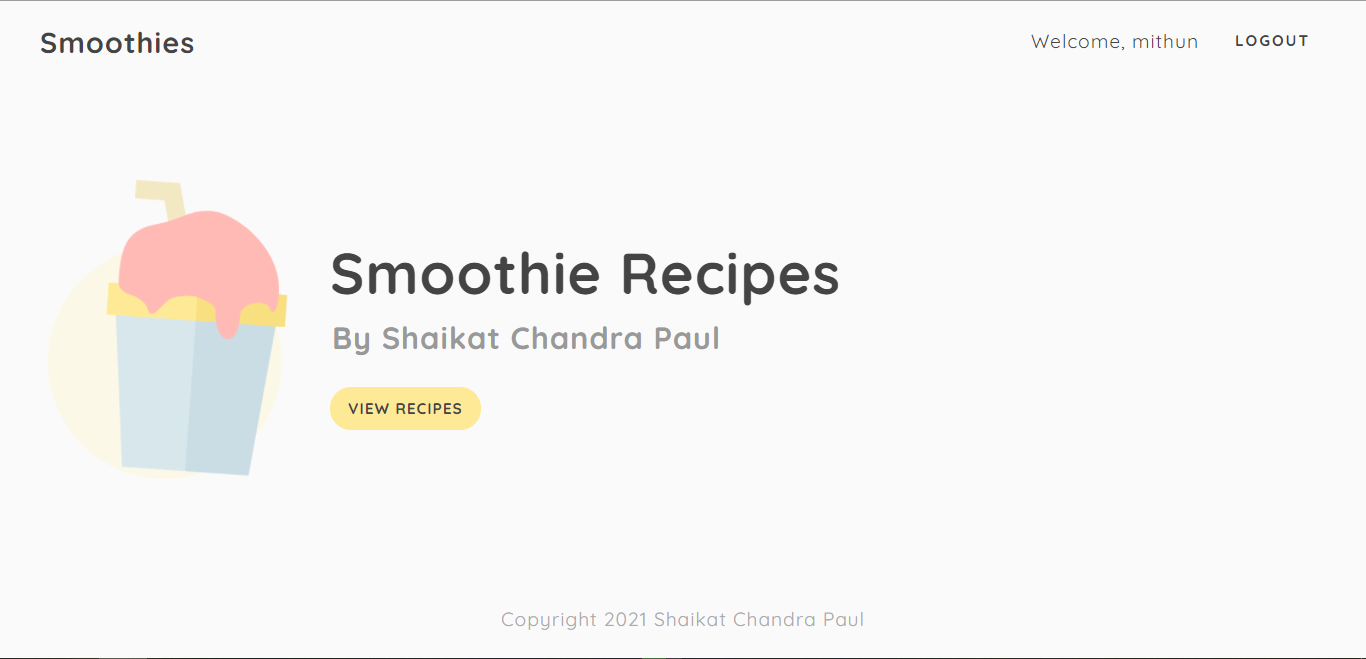 Smoothies
Welcome, mithun
LOGOUT
Smoothie Recipes
By Shaikat Chandra Paul
VIEW RECIPES
Copyright 2021 Shaikat Chandra Paul